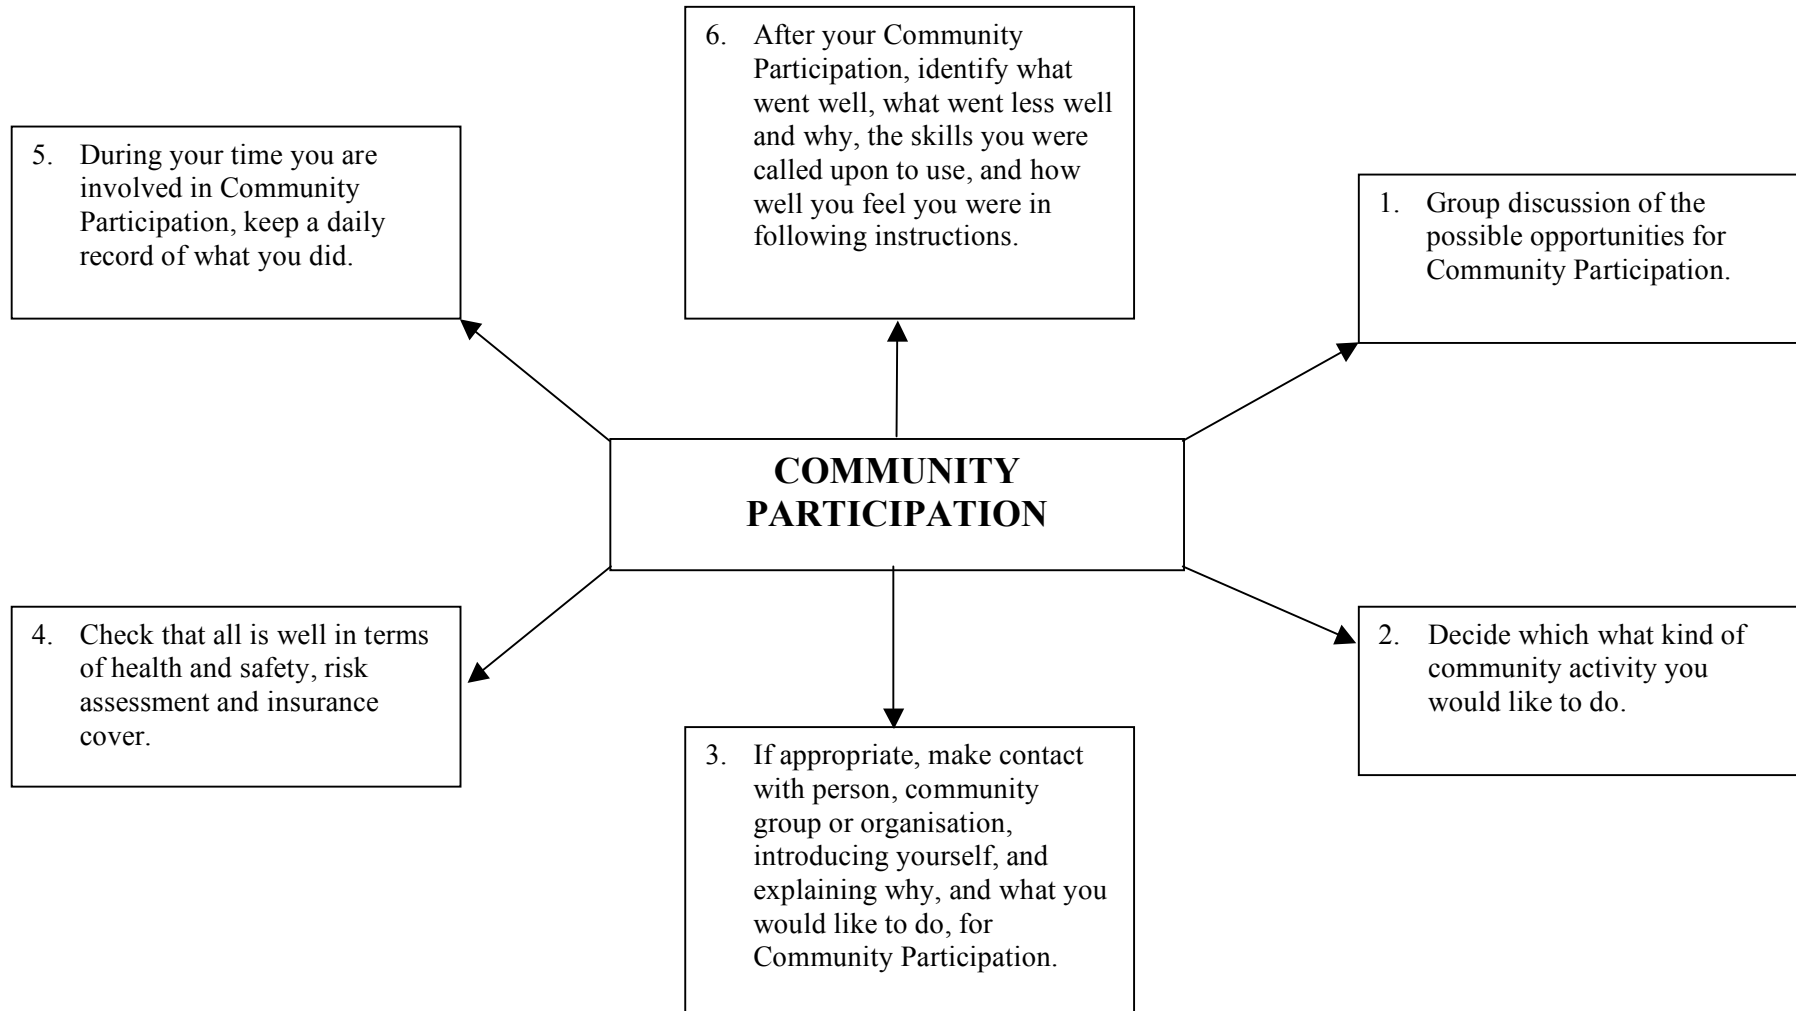 6. After your Community
Participation, identify what
went well, what went less well
and why, the skills you were
called upon to use, and how
well you feel you were in
following instructions.
5. During your time you are
involved in Community
Participation, keep a daily
record of what you did.
1. Group discussion of the
possible opportunities for
Community Participation.
COMMUNITY
PARTICIPATION
4. Check that all is well in terms
of health and safety, risk
assessment and insurance
cover.
2. Decide which what kind of
community activity you
would like to do.
3. If appropriate, make contact
with person, community
group or organisation,
introducing yourself, and
explaining why, and what you
would like to do, for
Community Participation.